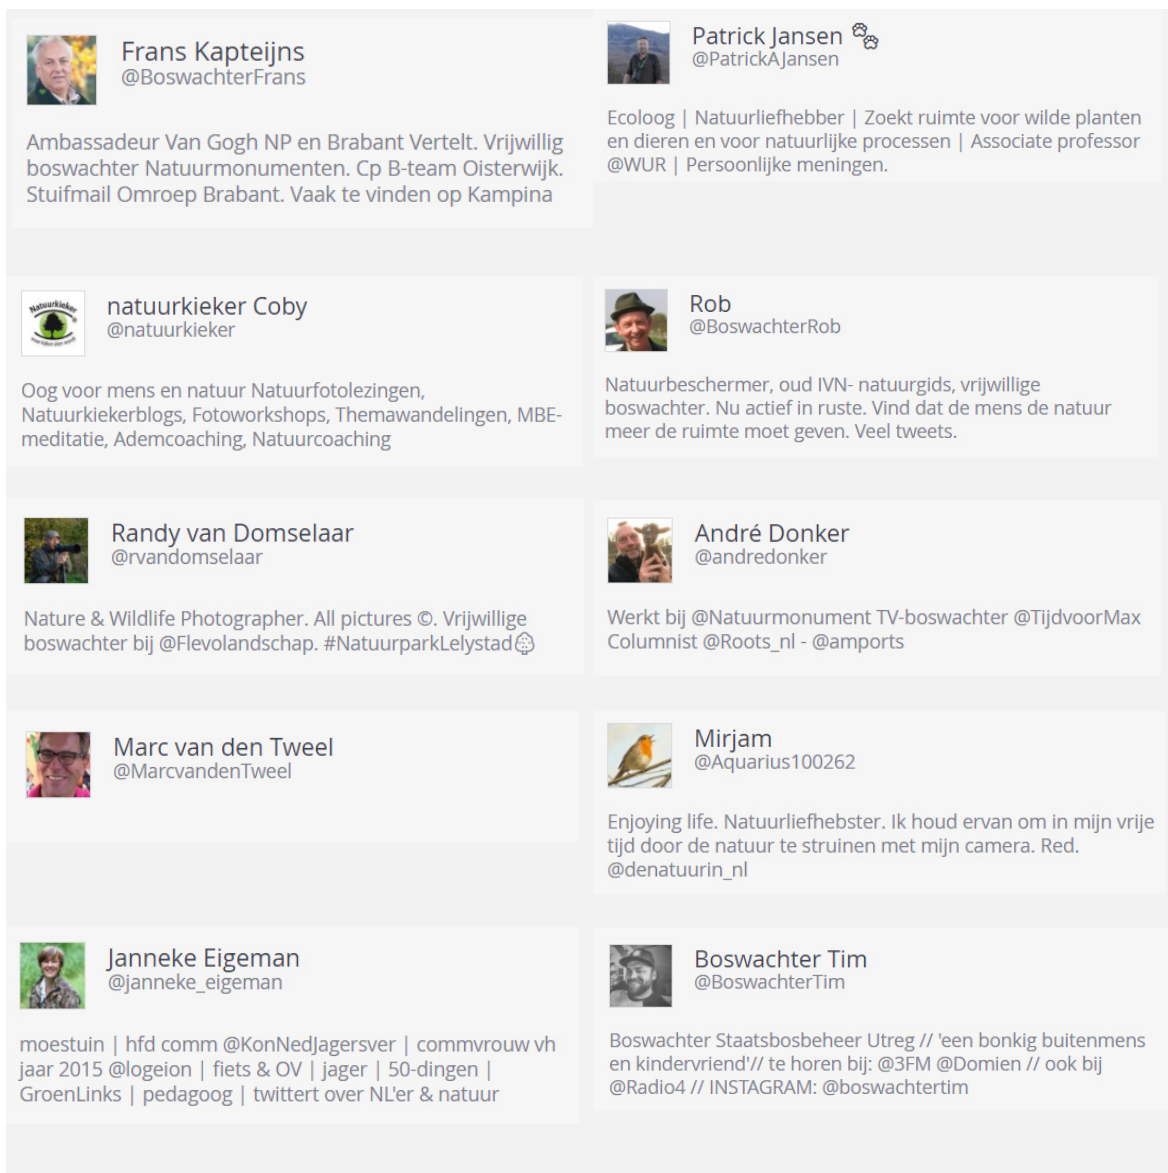 Frans Kapteijns
@BoswachterFrans
Ambassadeur Van Gogh NP en Brabant Vertelt. Vrijwillig
boswachter Natuurmonumenten. Cp B-team Oisterwijk.
Stuifmail Omroep Brabant. Vaak te vinden op Kampina
Patrick Jansen
@PatrickAJansen
Ecoloog | Natuurliefhebber | Zoekt ruimte voor wilde planten
en dieren en voor natuurlijke processen | Associate professor
@WUR | Persoonlijke meningen.
Natuurkieker
natuurkieker Coby
@natuurkieker
Oog voor mens en natuur Natuurfotolezingen,
Natuurkiekerblogs, Fotoworkshops, Themawandelingen, MBE-
meditatie, Ademcoaching, Natuurcoaching
Rob
@BoswachterRob
Natuurbeschermer, oud IVN- natuurgids, vrijwillige
boswachter. Nu actief in ruste. Vind dat de mens de natuur
meer de ruimte moet geven. Veel tweets.
Randy van Domselaar
@rvandomselaar
Nature & Wildlife Photographer. All pictures ©. Vrijwillige
boswachter bij @Flevolandschap. #NatuurparkLelystad
André Donker
@andredonker
Werkt bij @Natuurmonument TV-boswachter @TijdvoorMax
Columnist @Roots_nl - @amports
Marc van den Tweel
@MarcvandenTweel
Mirjam
@Aquarius100262
Enjoying life. Natuurliefhebster. Ik houd ervan om in mijn vrije
tijd door de natuur te struinen met mijn camera. Red.
@denatuurin_nl
Janneke Eigeman
@janneke_eigeman
moestuin | hfd comm @KonNedJagersver | commvrouw vh
jaar 2015 @logeion | fiets & OV | jager | 50-dingen |
GroenLinks | pedagoog | twittert over NL'er & natuur
Boswachter Tim
@BoswachterTim
Boswachter Staatsbosbeheer Utreg // 'een bonkig buitenmens
en kindervriend'// te horen bij: @3FM @Domien // ook bij
@Radio4 // INSTAGRAM: @boswachtertim